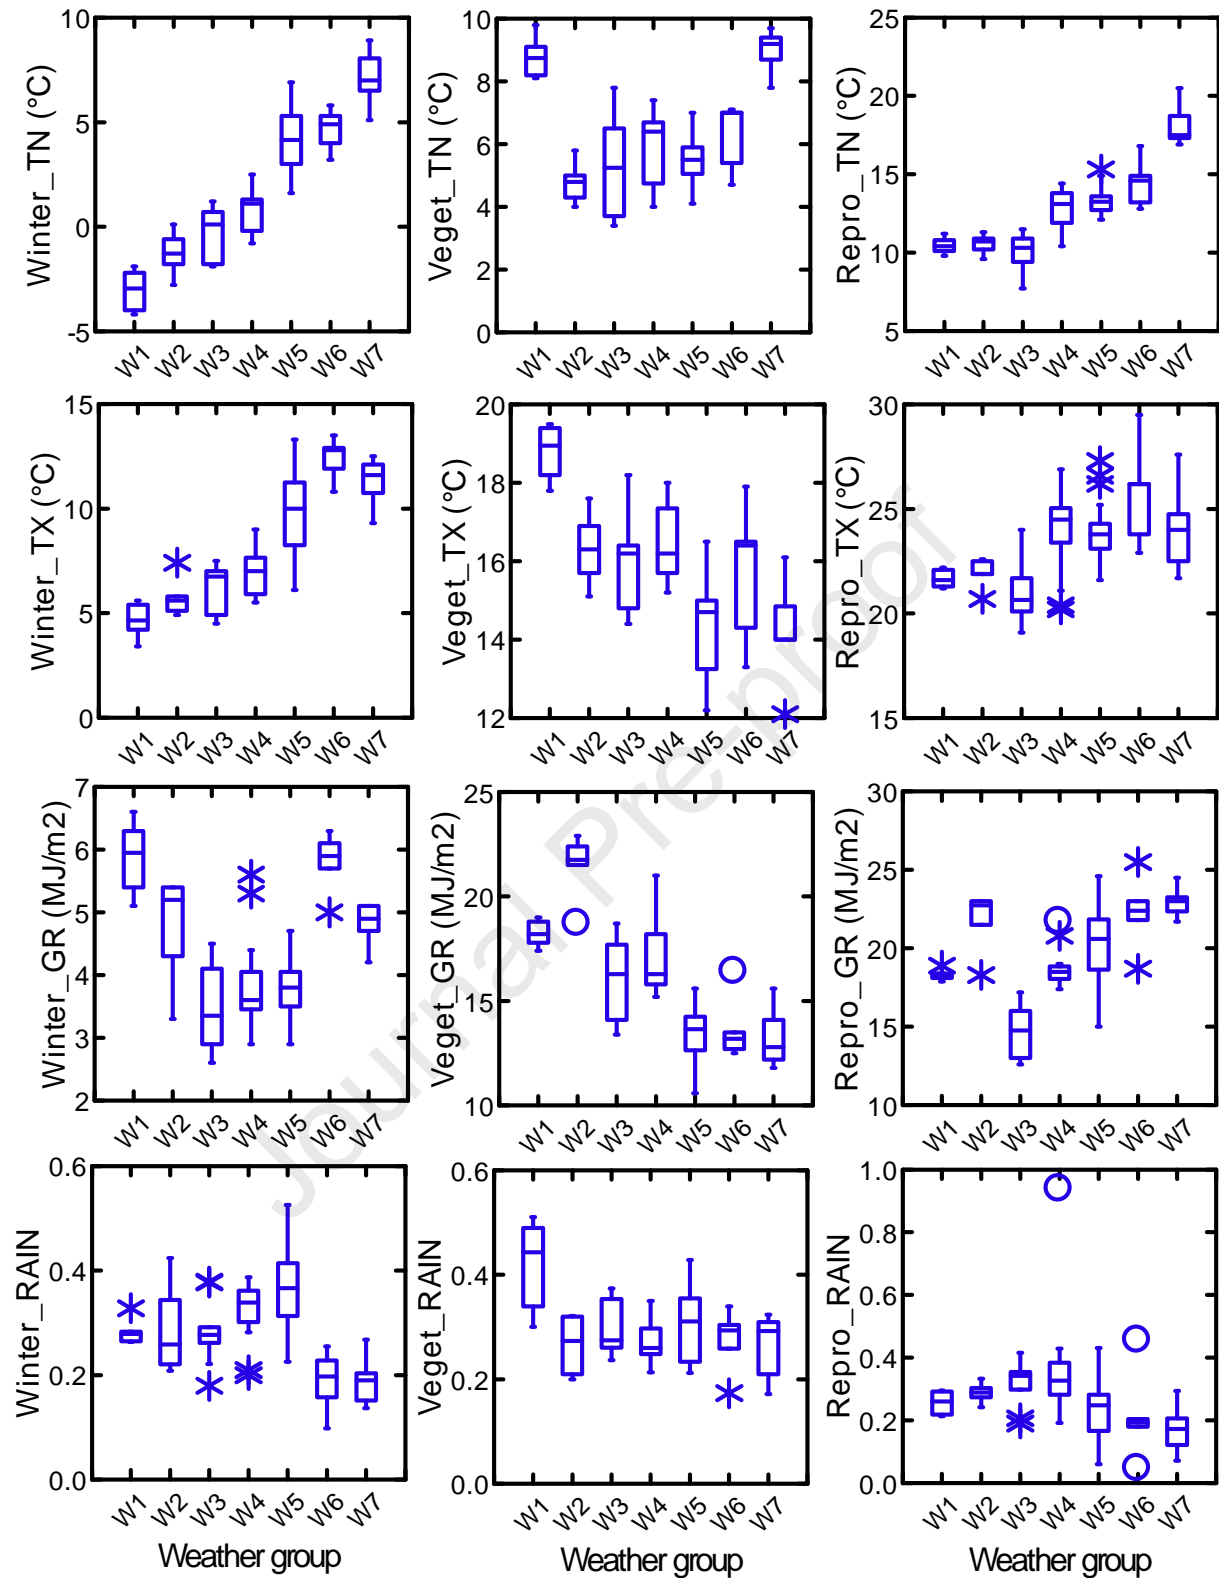 10
5
0
-5
Winter_TN (°C)
W1 W2 W3 W4 W5 W6 W7
10
8
6
4
2
0
Veget_TN (°C)
W1 W2 W3 W4 W5 W6 W7
25
20
15
10
5
Repro_TN (°C)
W1 W2 W3 W4 W5 W6 W7
15
10
5
0
Winter_TX (°C)
W1 W2 W3 W4 W5 W6 W7
20
18
16
14
12
Veget_TX (°C)
W1 W2 W3 W4 W5 W6 W7
30
25
20
15
Repro_TX (°C)
W1 W2 W3 W4 W5 W6 W7
7
6
5
4
3
2
Winter_GR (MJ/m2)
W1 W2 W3 W4 W5 W6 W7
25
20
15
10
Veget_GR (MJ/m2)
W1 W2 W3 W4 W5 W6 W7
30
25
20
15
10
Repro_GR (MJ/m2)
W1 W2 W3 W4 W5 W6 W7
0.6
0.4
0.2
0.0
Winter_RAIN
W1 W2 W3 W4 W5 W6 W7
Weather group
0.6
0.4
0.2
0.0
Veget_RAIN
W1 W2 W3 W4 W5 W6 W7
Weather group
1.0
0.8
0.6
0.4
0.2
0.0
Repro_RAIN
W1 W2 W3 W4 W5 W6 W7
Weather group
Journal Pre-proof